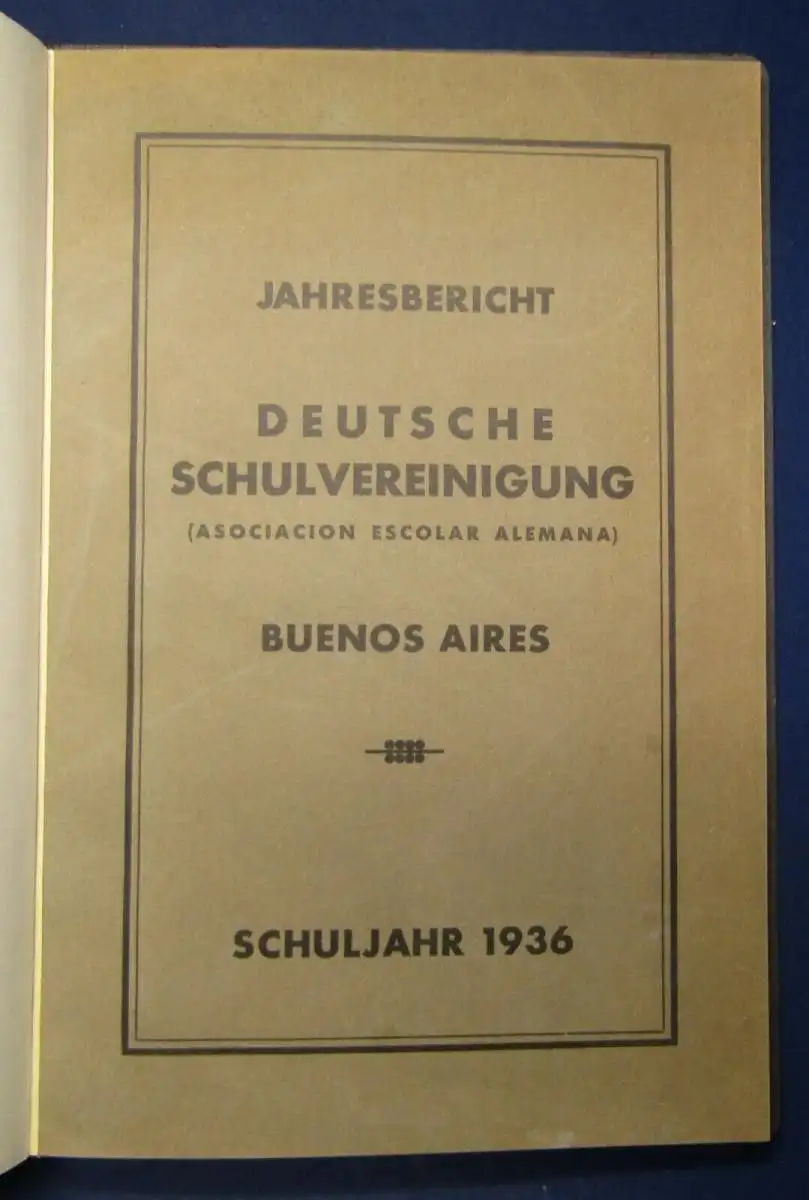 JAHRESBERICHT
DEUTSCHE
SCHULVEREINIGUNG
(ASOCIACION ESCOLAR ALEMANA)
BUENOS AIRES
SCHULJAHR 1936